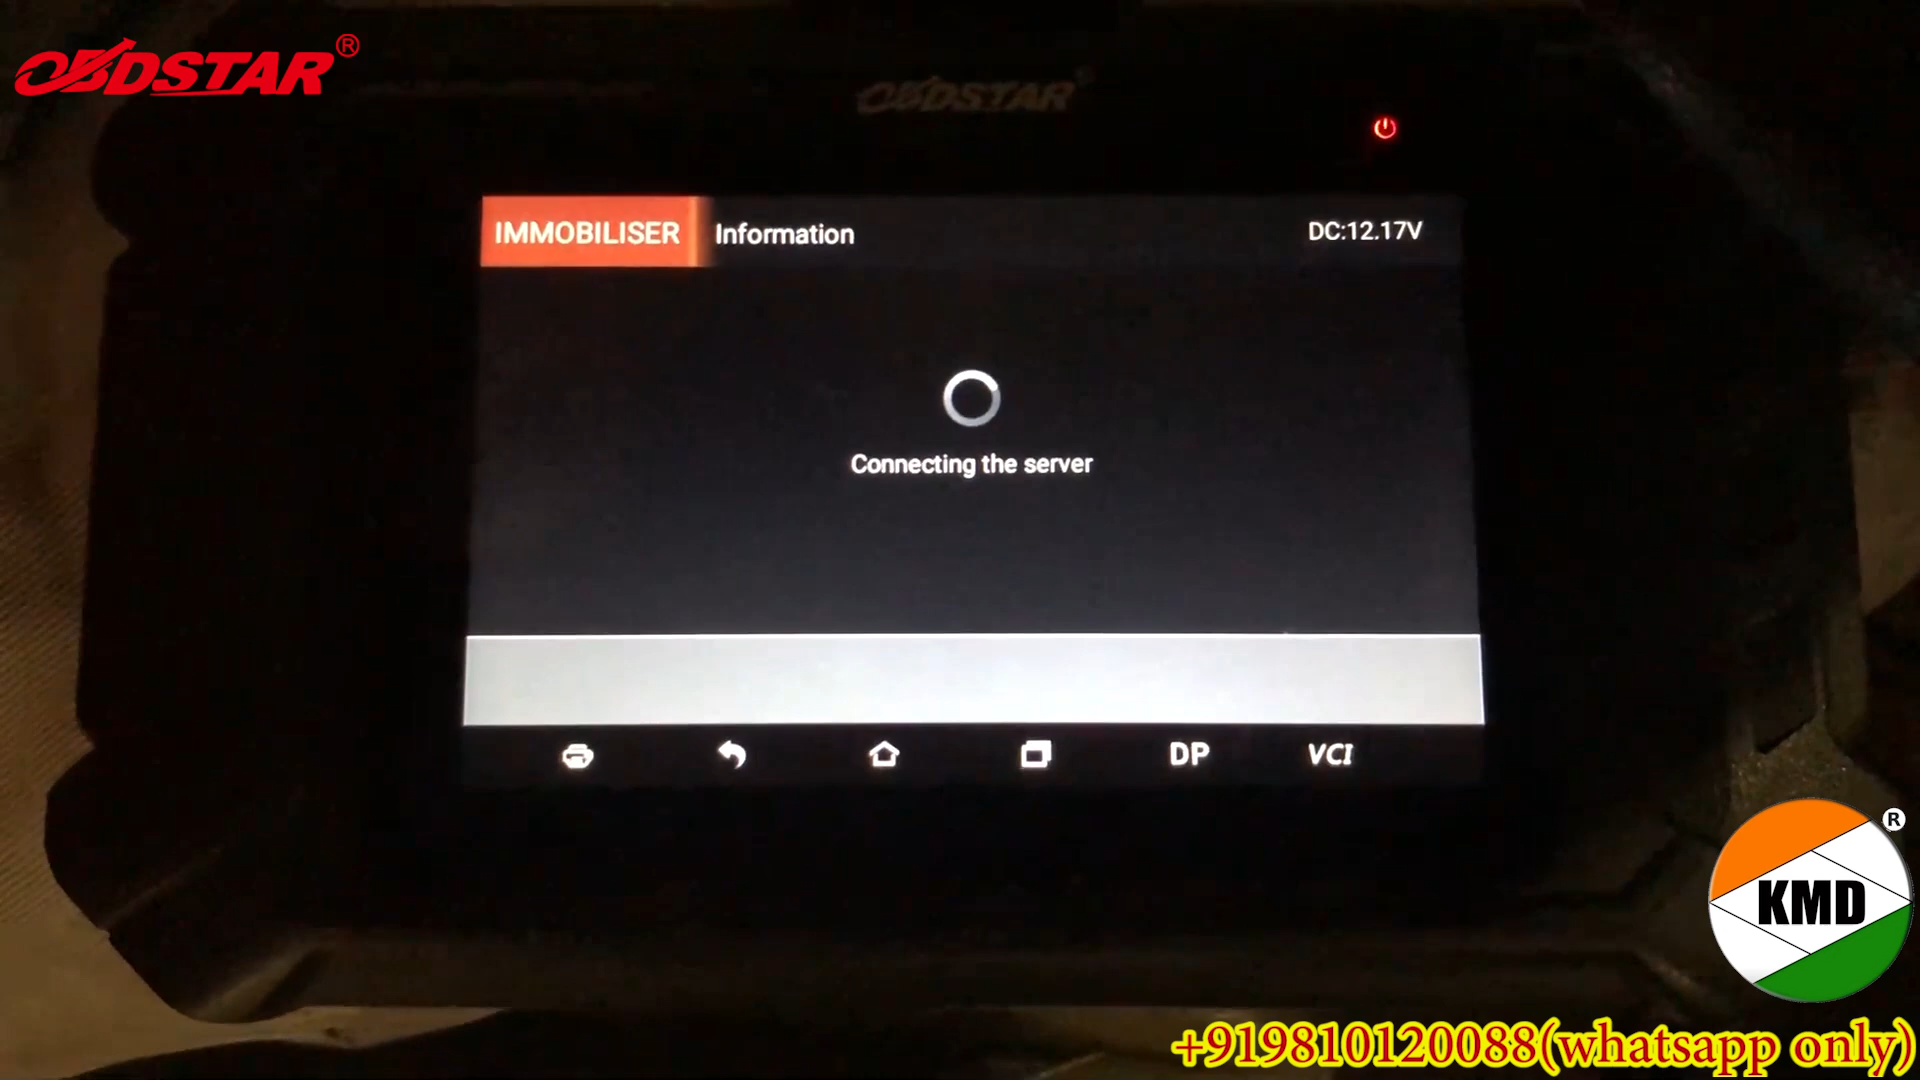 OBDSTAR®
OBDSTAR®
IMMOBILISER Information DC:12.17V
Connecting the server
DP VCI
KMD®
+919810120088(whatsapp only)